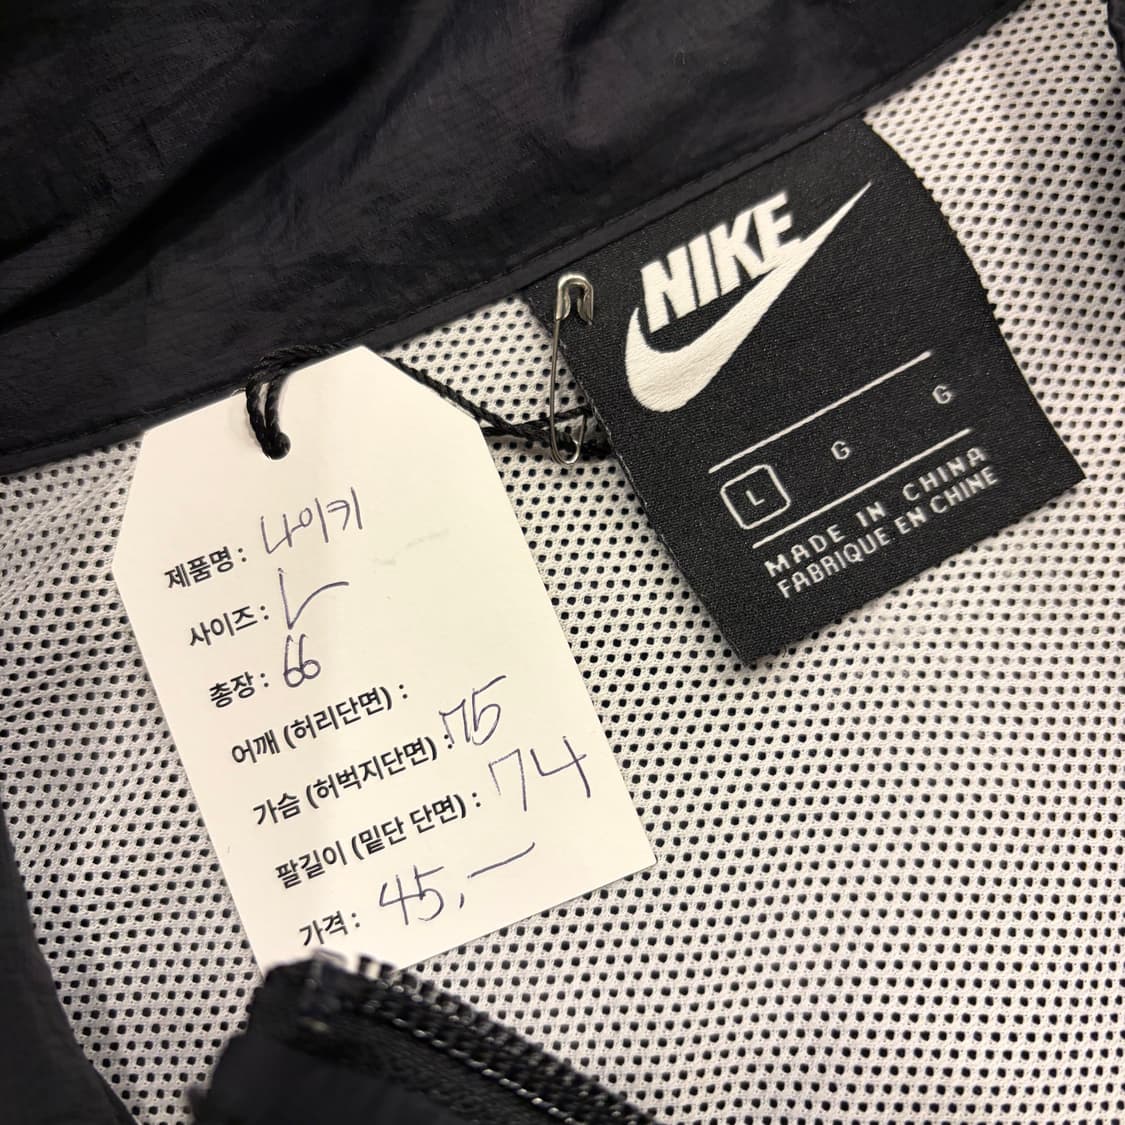 NIKE
L G G
MADE IN CHINA
FABRIQUE EN CHINE
제품명 : 나이키
사이즈 : L
총장 : 66
어깨 (허리단면) :
가슴 (허벅지단면) : 75
팔길이 (밑단 단면) : 74
가격 : 45,—